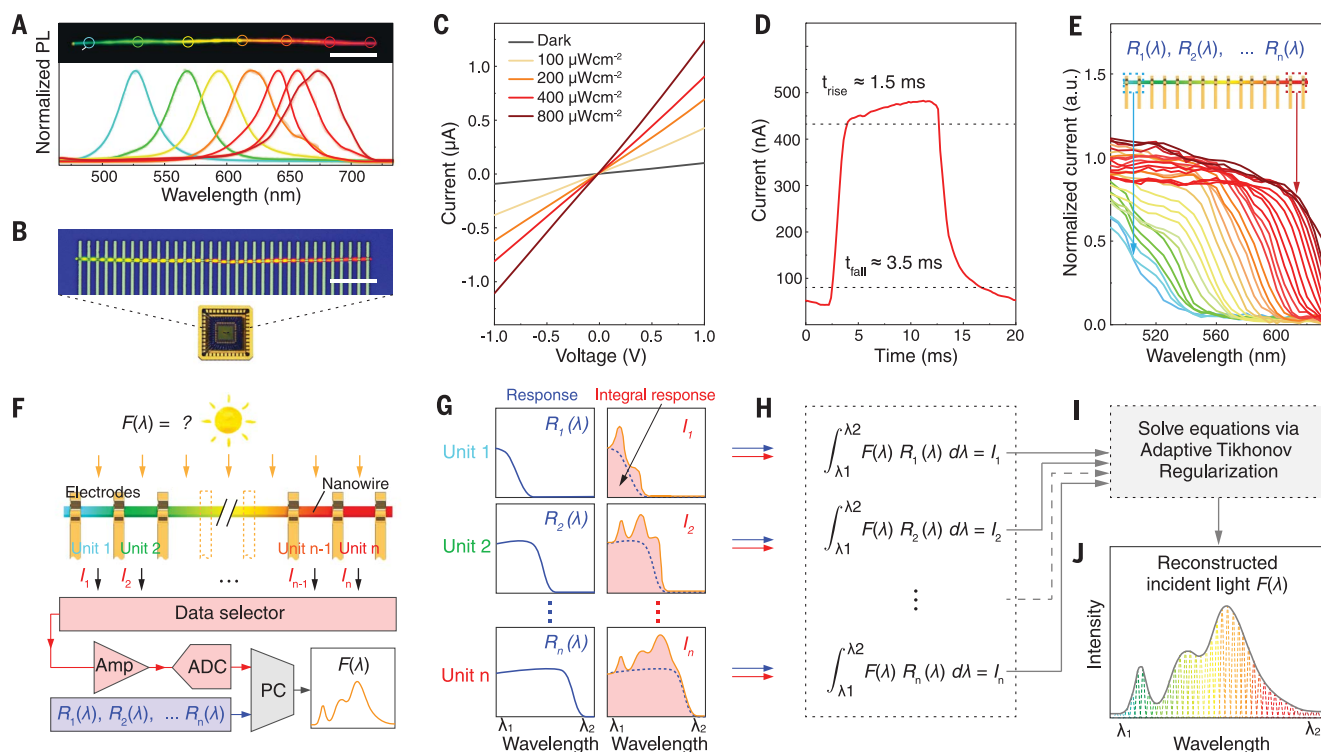 A
Normalized PL
500 550 600 650 700
Wavelength (nm)
B
C
Dark
100 µWcm⁻²
200 µWcm⁻²
400 µWcm⁻²
800 µWcm⁻²
Current (µA)
1.0
0.5
0.0
-0.5
-1.0
-1.0 -0.5 0.0 0.5 1.0
Voltage (V)
D
t_rise ≈ 1.5 ms
t_fall ≈ 3.5 ms
Current (nA)
500
400
300
200
100
0 5 10 15 20
Time (ms)
E
R₁(λ), R₂(λ), ... Rₙ(λ)
Normalized current (a.u.)
1.5
1.0
0.5
0.0
520 560 600
Wavelength (nm)
F
F(λ) = ?
Electrodes
Nanowire
Unit 1 Unit 2 Unit n-1 Unit n
I₁ I₂ ... Iₙ₋₁ Iₙ
Data selector
Amp
ADC
PC
F(λ)
R₁(λ), R₂(λ), ... Rₙ(λ)
G
Response Integral response
Unit 1
R₁(λ)
I₁
Unit 2
R₂(λ)
I₂
Unit n
Rₙ(λ)
Iₙ
λ₁ λ₂ λ₁ λ₂
Wavelength Wavelength
H
∫_λ1^λ2 F(λ) R₁(λ) dλ = I₁
∫_λ1^λ2 F(λ) R₂(λ) dλ = I₂
⋮
∫_λ1^λ2 F(λ) Rₙ(λ) dλ = Iₙ
I
Solve equations via
Adaptive Tikhonov
Regularization
J
Reconstructed
incident light F(λ)
Intensity
λ₁ λ₂
Wavelength